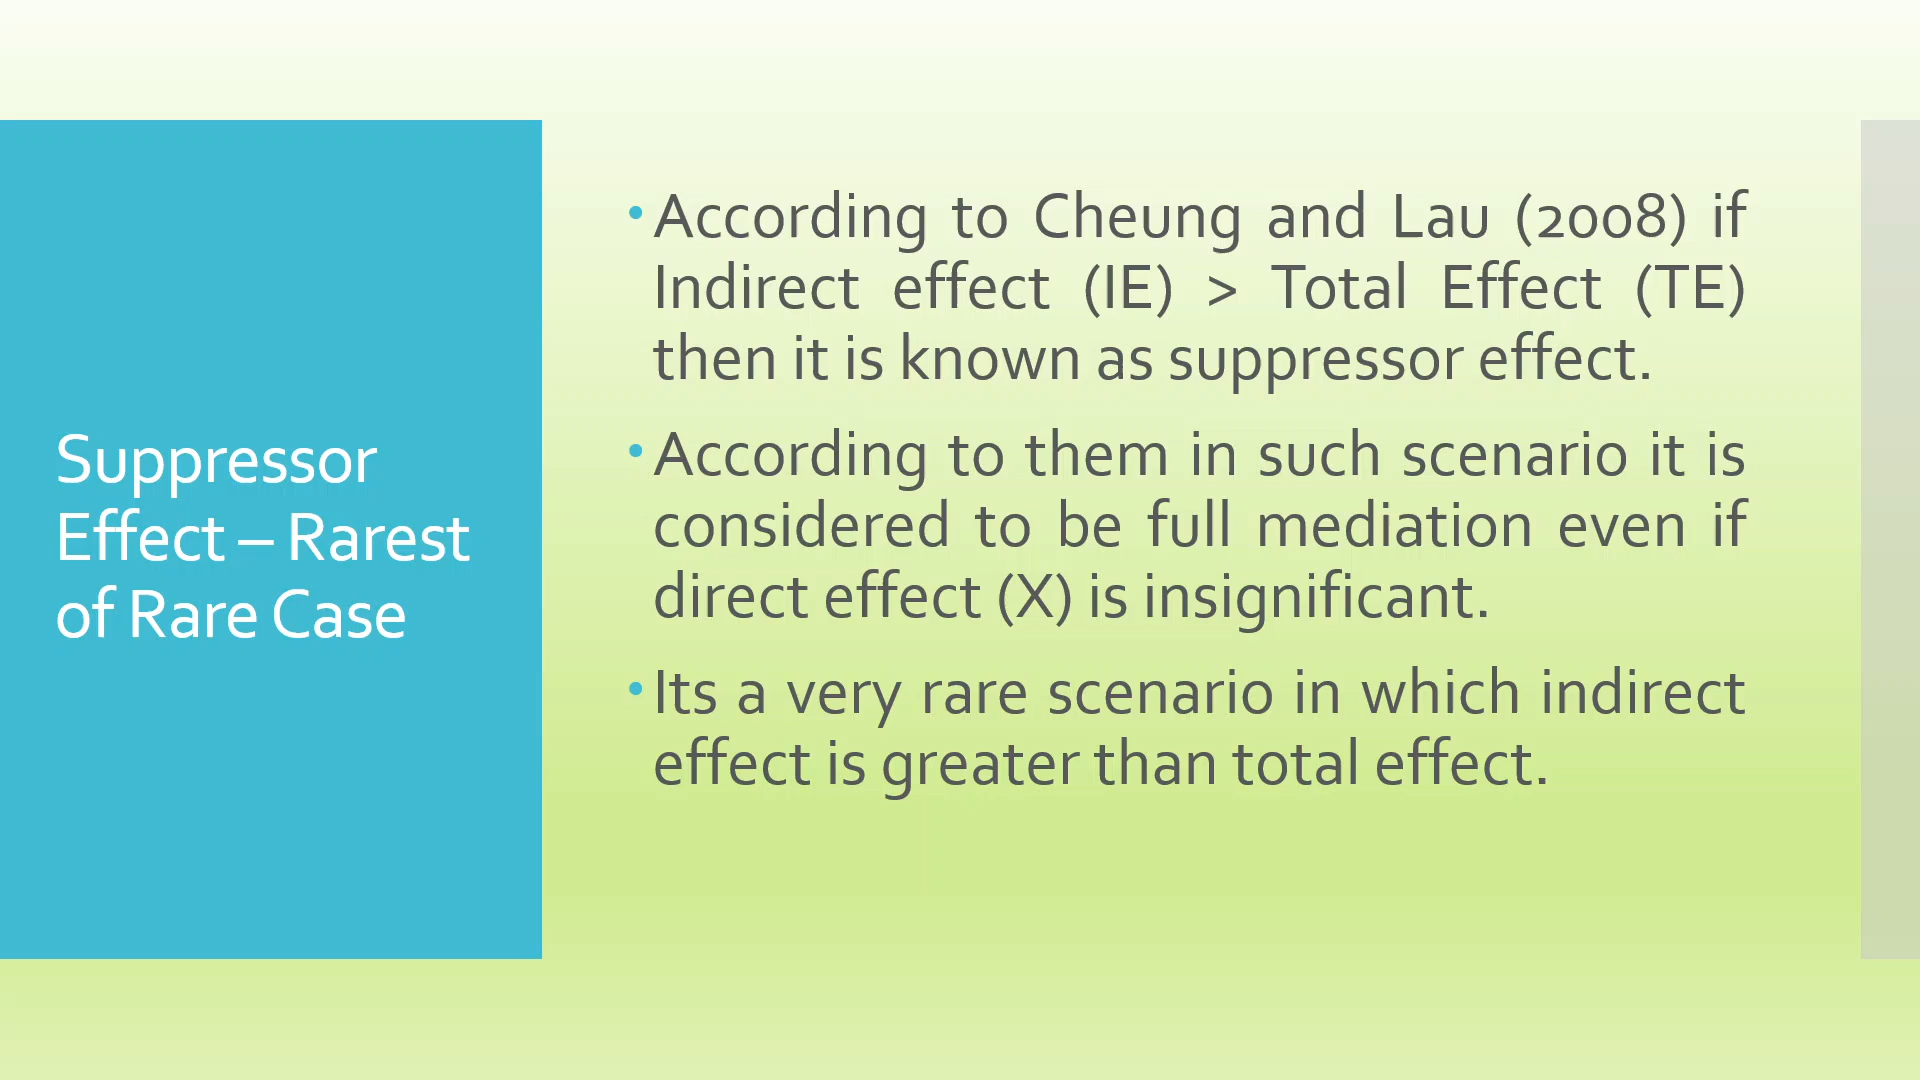 Suppressor
Effect – Rarest
of Rare Case
•According to Cheung and Lau (2008) if
Indirect effect (IE) > Total Effect (TE)
then it is known as suppressor effect.
•According to them in such scenario it is
considered to be full mediation even if
direct effect (X) is insignificant.
•Its a very rare scenario in which indirect
effect is greater than total effect.